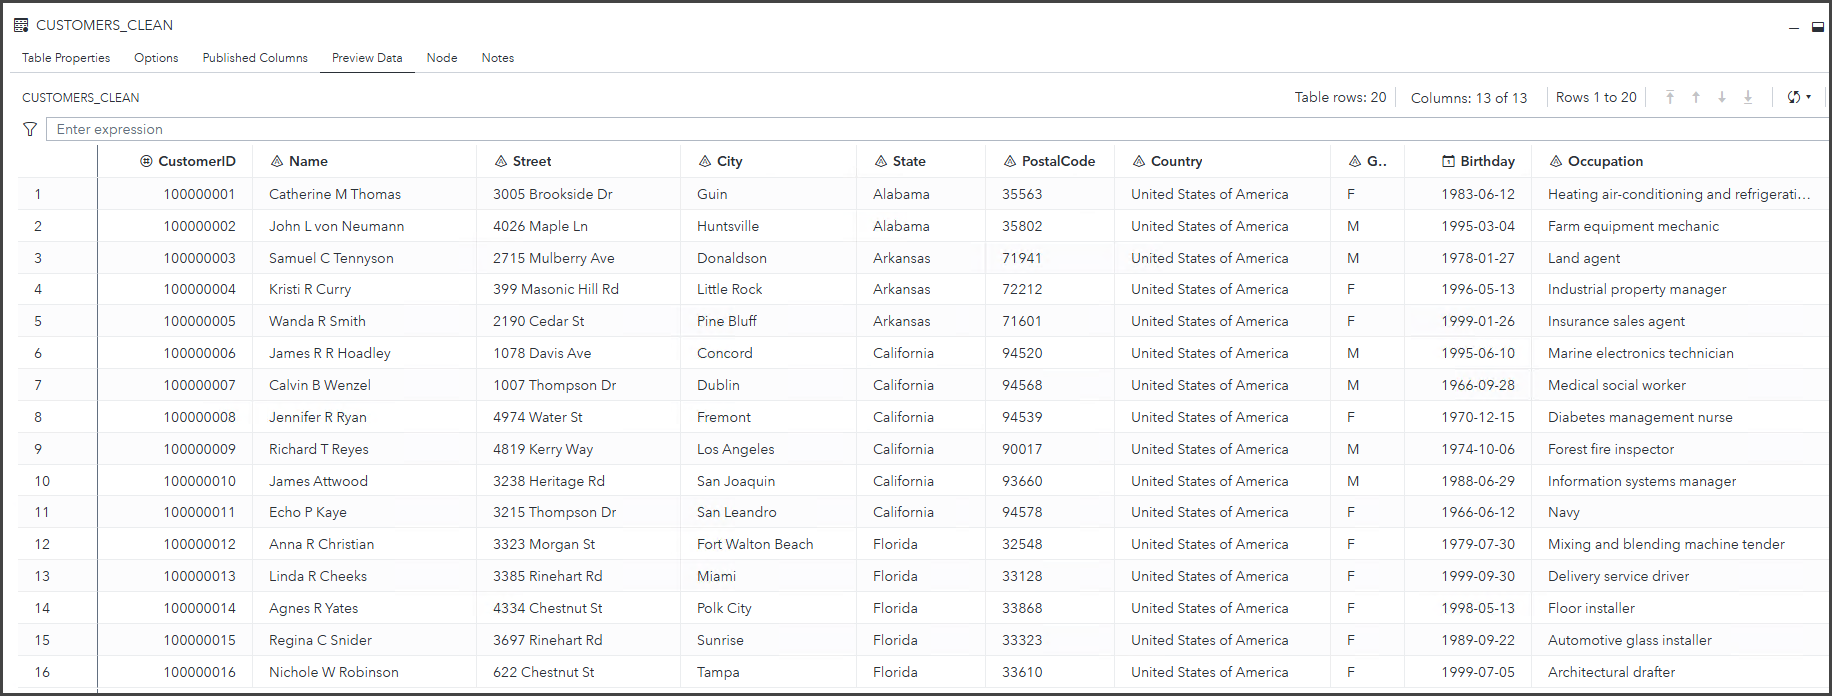 CUSTOMERS_CLEAN
Table Properties Options Published Columns Preview Data Node Notes
CUSTOMERS_CLEAN Table rows: 20 Columns: 13 of 13 Rows 1 to 20
Enter expression
CustomerID Name Street City State PostalCode Country G.. Birthday Occupation
1 100000001 Catherine M Thomas 3005 Brookside Dr Guin Alabama 35563 United States of America F 1983-06-12 Heating air-conditioning and refrigerati...
2 100000002 John L von Neumann 4026 Maple Ln Huntsville Alabama 35802 United States of America M 1995-03-04 Farm equipment mechanic
3 100000003 Samuel C Tennyson 2715 Mulberry Ave Donaldson Arkansas 71941 United States of America M 1978-01-27 Land agent
4 100000004 Kristi R Curry 399 Masonic Hill Rd Little Rock Arkansas 72212 United States of America F 1996-05-13 Industrial property manager
5 100000005 Wanda R Smith 2190 Cedar St Pine Bluff Arkansas 71601 United States of America F 1999-01-26 Insurance sales agent
6 100000006 James R R Hoadley 1078 Davis Ave Concord California 94520 United States of America M 1995-06-10 Marine electronics technician
7 100000007 Calvin B Wenzel 1007 Thompson Dr Dublin California 94568 United States of America M 1966-09-28 Medical social worker
8 100000008 Jennifer R Ryan 4974 Water St Fremont California 94539 United States of America F 1970-12-15 Diabetes management nurse
9 100000009 Richard T Reyes 4819 Kerry Way Los Angeles California 90017 United States of America M 1974-10-06 Forest fire inspector
10 100000010 James Attwood 3238 Heritage Rd San Joaquin California 93660 United States of America M 1988-06-29 Information systems manager
11 100000011 Echo P Kaye 3215 Thompson Dr San Leandro California 94578 United States of America F 1966-06-12 Navy
12 100000012 Anna R Christian 3323 Morgan St Fort Walton Beach Florida 32548 United States of America F 1979-07-30 Mixing and blending machine tender
13 100000013 Linda R Cheeks 3385 Rinehart Rd Miami Florida 33128 United States of America F 1999-09-30 Delivery service driver
14 100000014 Agnes R Yates 4334 Chestnut St Polk City Florida 33868 United States of America F 1998-05-13 Floor installer
15 100000015 Regina C Snider 3697 Rinehart Rd Sunrise Florida 33323 United States of America F 1989-09-22 Automotive glass installer
16 100000016 Nichole W Robinson 622 Chestnut St Tampa Florida 33610 United States of America F 1999-07-05 Architectural drafter